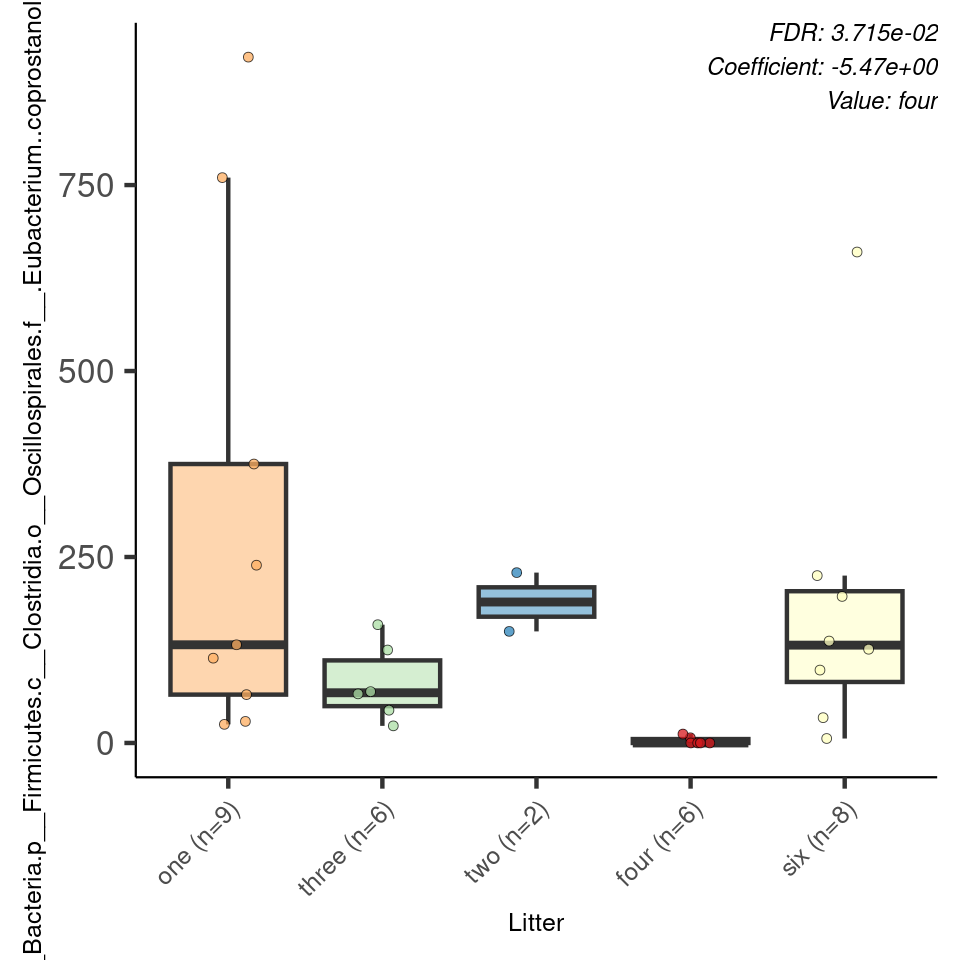 FDR: 3.715e-02
Coefficient: -5.47e+00
Value: four
_Bacteria.p__Firmicutes.c__Clostridia.o__Oscillospirales.f__.Eubacterium..coprostanol
750
500
250
0
one (n=9)
three (n=6)
two (n=2)
four (n=6)
six (n=8)
Litter